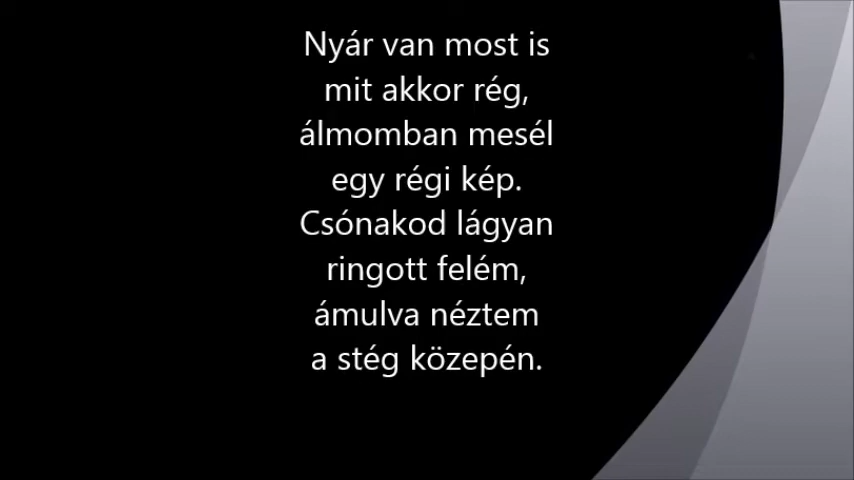 Nyár van most is
mit akkor rég,
álmomban mesél
egy régi kép.
Csónakod lágyan
ringott felém,
ámulva néztem
a stég közepén.